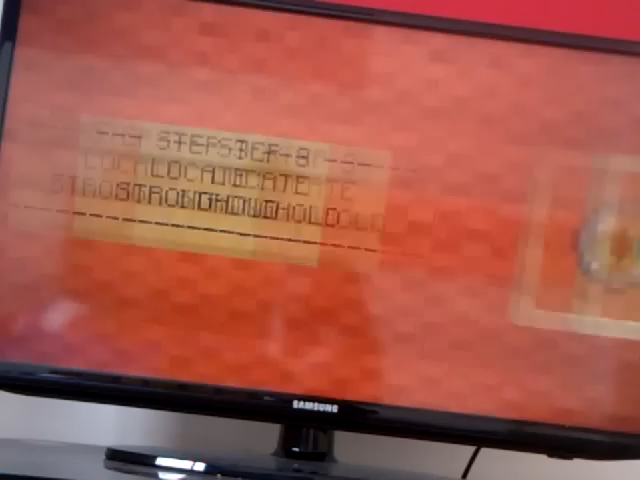 --- STEP 8 ---
LOCATE
STRONGHOLD
SAMSUNG